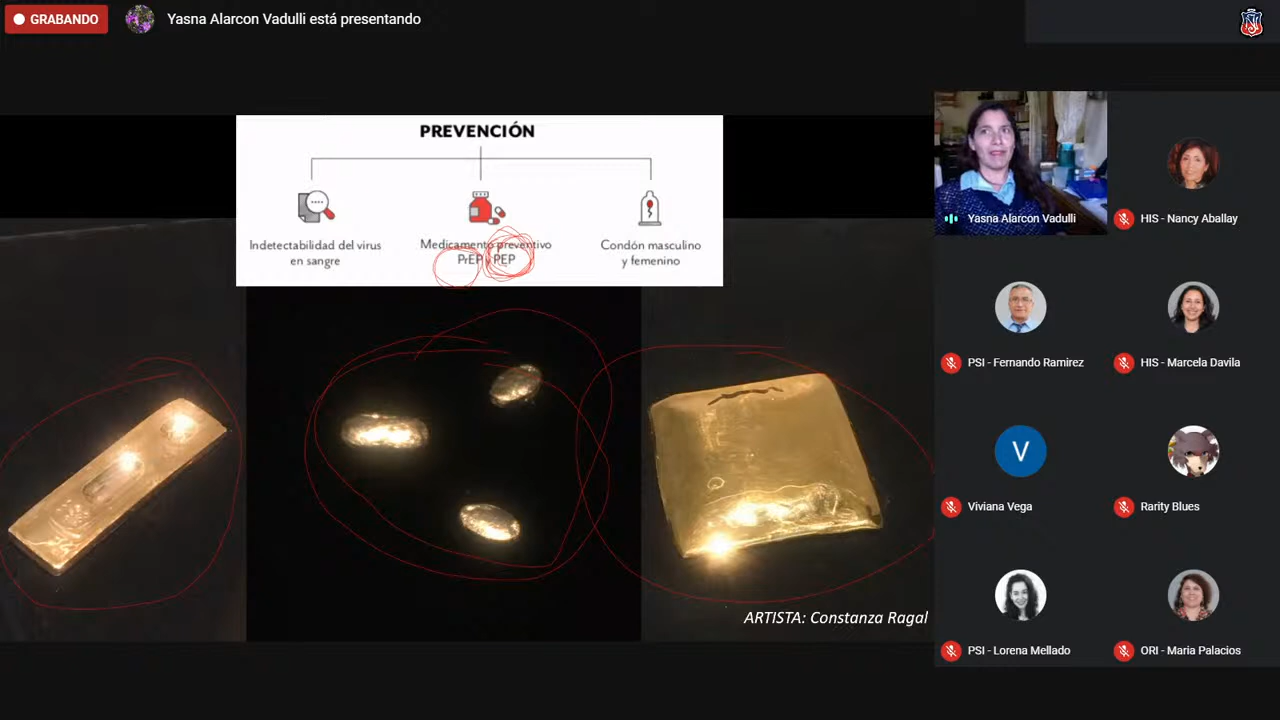 GRABANDO
Yasna Alarcon Vadulli está presentando
PREVENCIÓN
Indetectabilidad del virus
en sangre
Medicamento preventivo
PrEP y PEP
Condón masculino
y femenino
ARTISTA: Constanza Ragal
Yasna Alarcon Vadulli
HIS - Nancy Aballay
PSI - Fernando Ramirez
HIS - Marcela Davila
V
Viviana Vega
Rarity Blues
PSI - Lorena Mellado
ORI - Maria Palacios